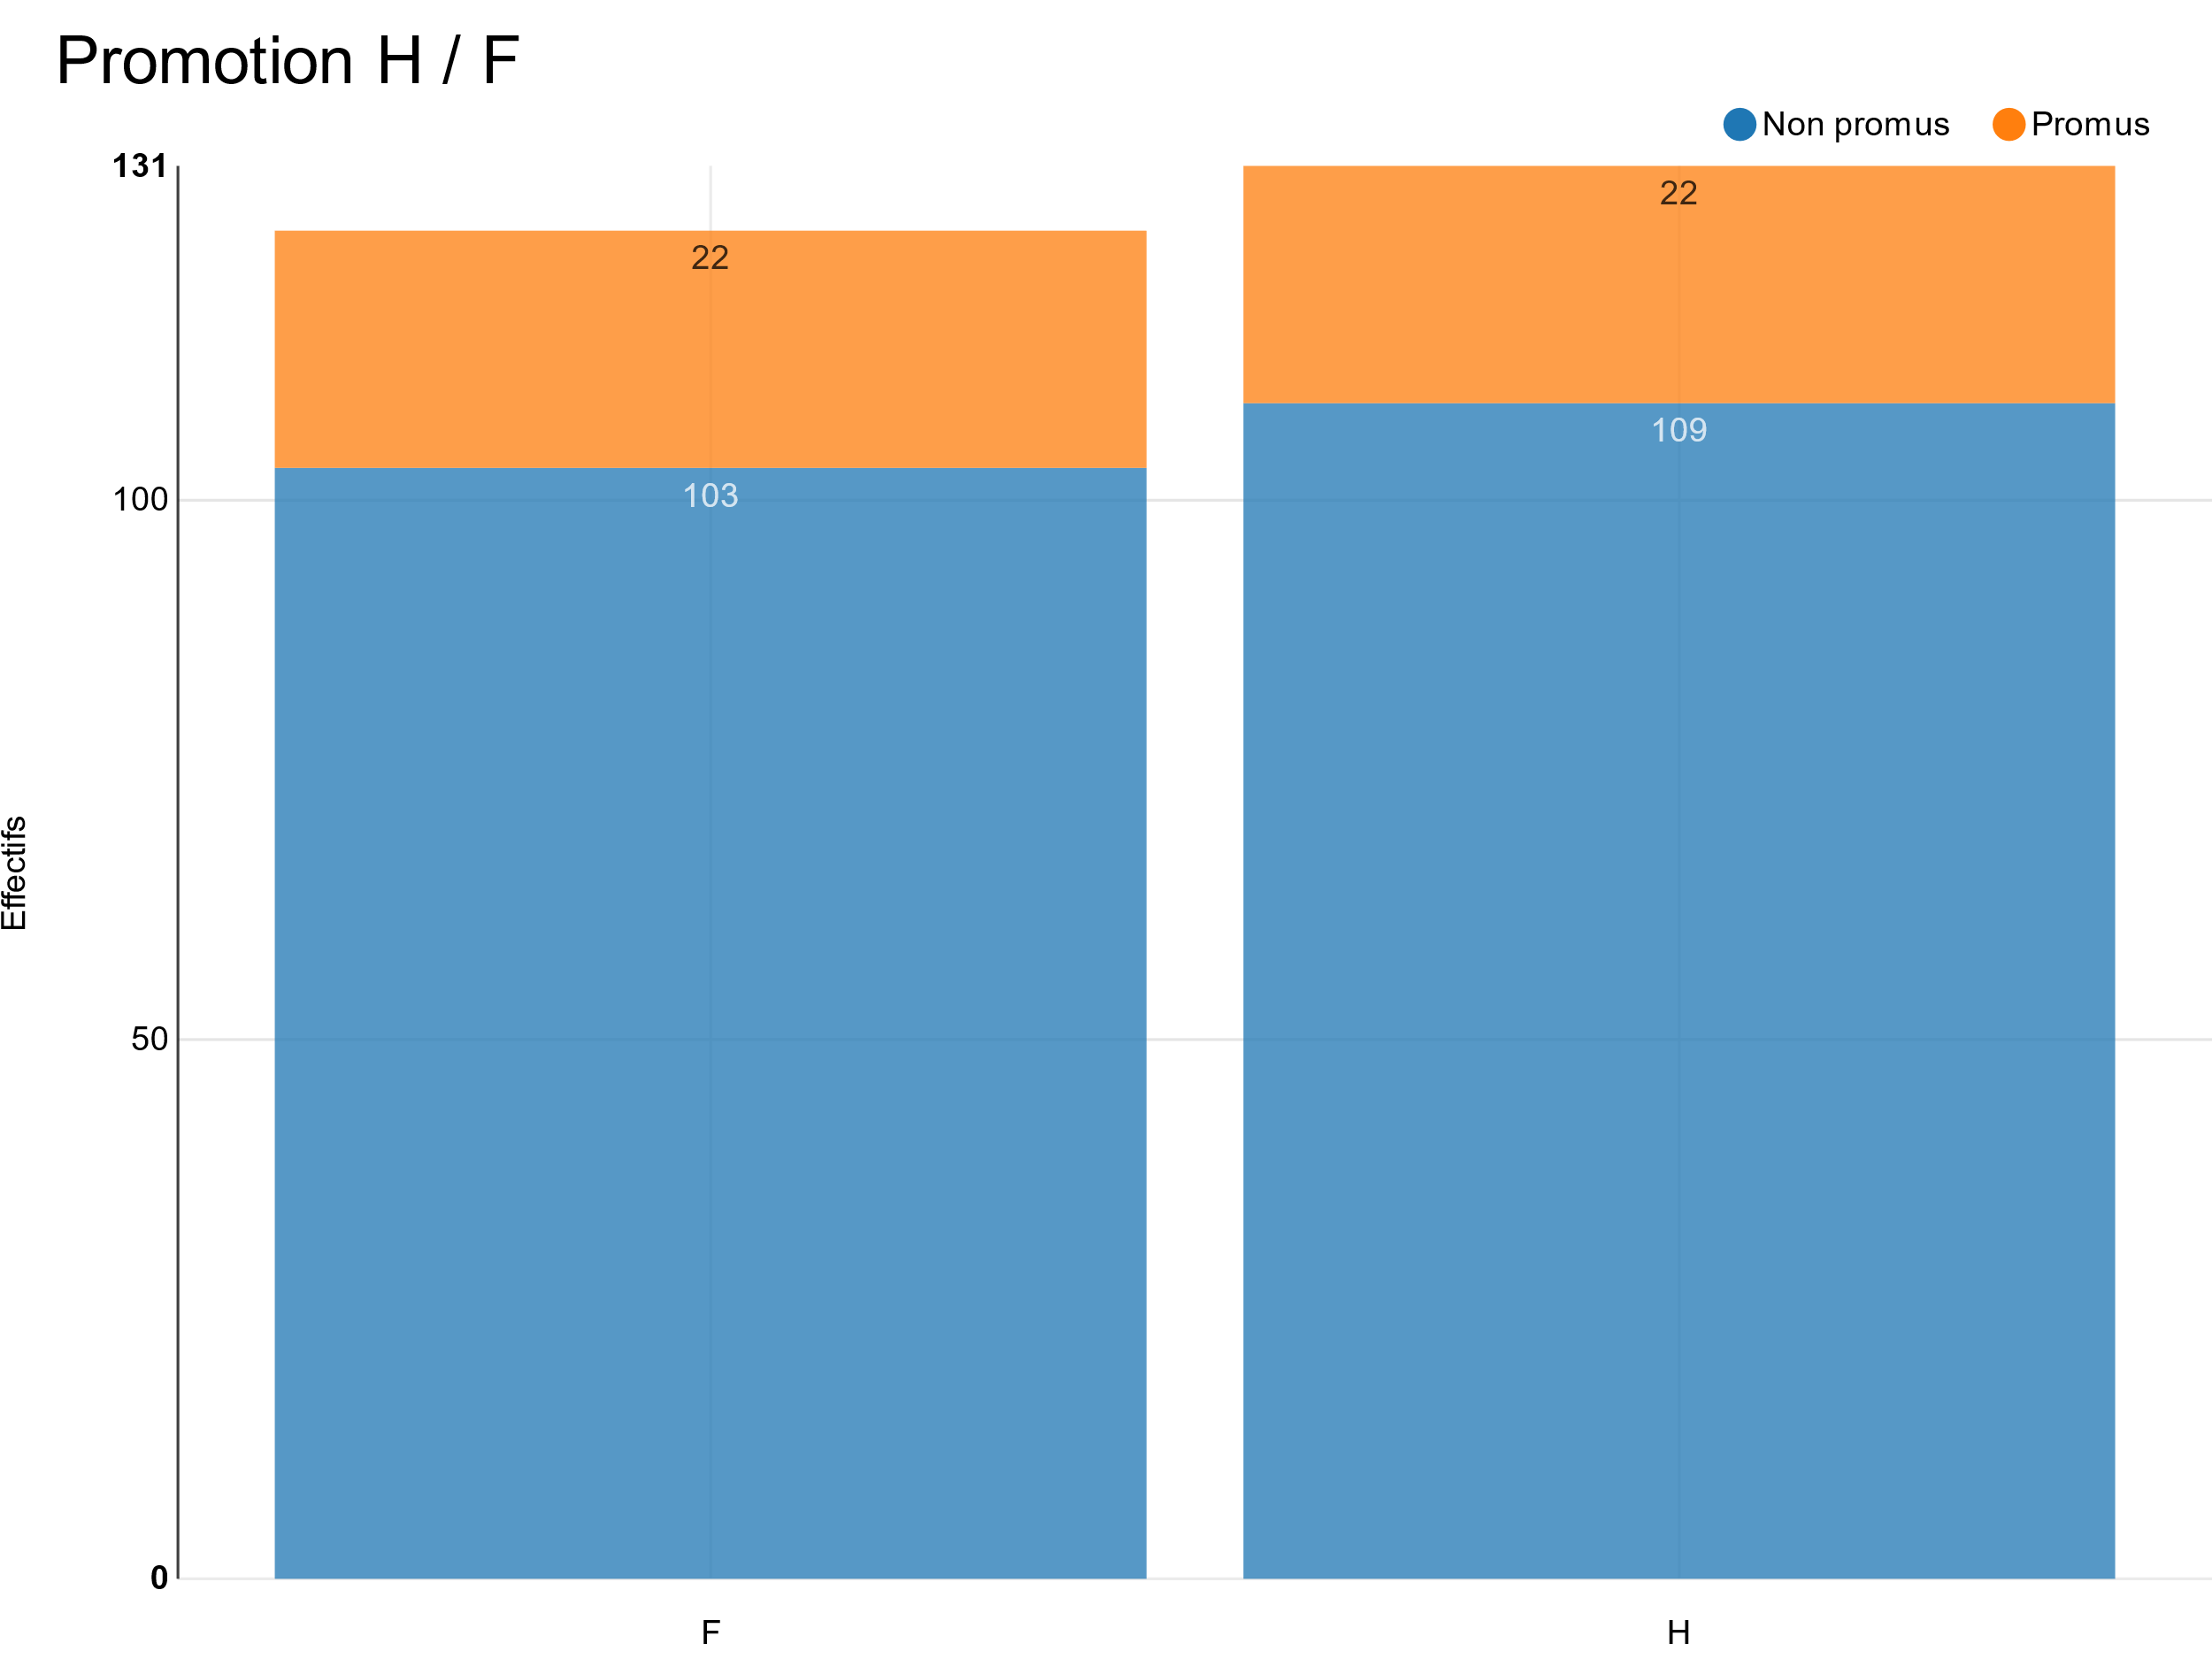 Promotion H / F
Non promus Promus
131
22
22
109
103
100
Effectifs
50
0
F H